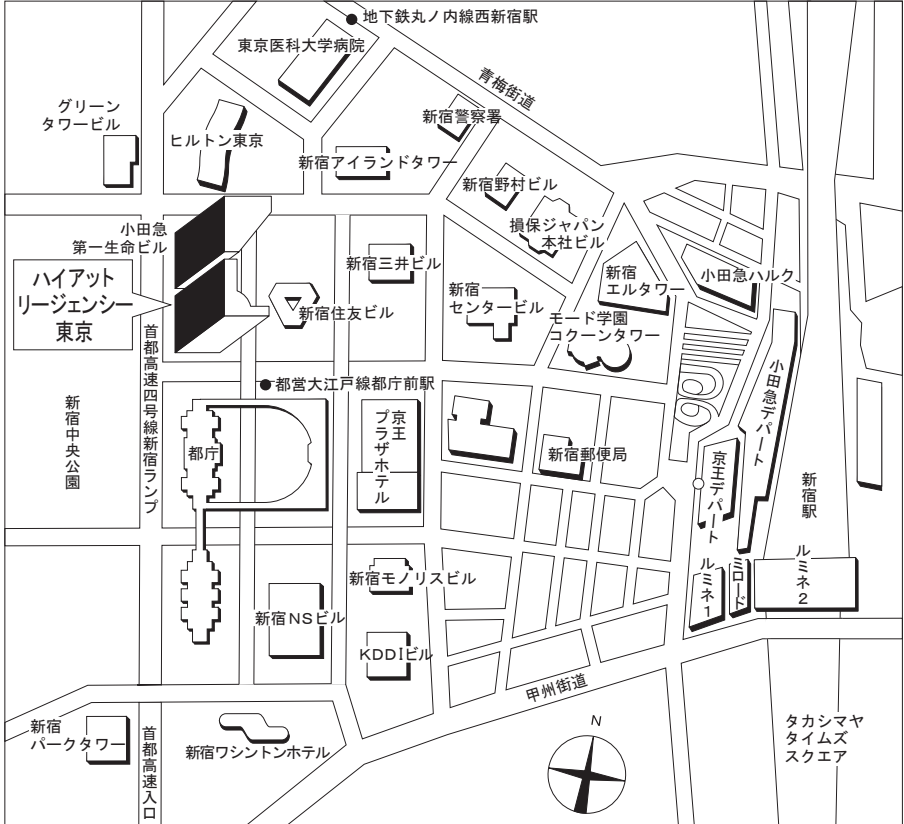 地下鉄丸ノ内線西新宿駅
東京医科大学病院
青梅街道
グリーン
タワービル
新宿警察署
ヒルトン東京
新宿アイランドタワー
新宿野村ビル
損保ジャパン
本社ビル
小田急
第一生命ビル
新宿三井ビル
新宿
エルタワー
小田急ハルク
ハイアット
リージェンシー
東京
新宿住友ビル
新宿
センタービル
モード学園
コクーンタワー
首都高速四号線新宿ランプ
都営大江戸線都庁前駅
小田急デパート
新宿中央公園
都庁
京王
プラザホテル
新宿郵便局
京王デパート
新宿駅
新宿モノリスビル
ルミネ1
ミロード
ルミネ2
新宿NSビル
KDDIビル
甲州街道
新宿
パークタワー
首都高速入口
新宿ワシントンホテル
N
タカシマヤ
タイムズ
スクエア